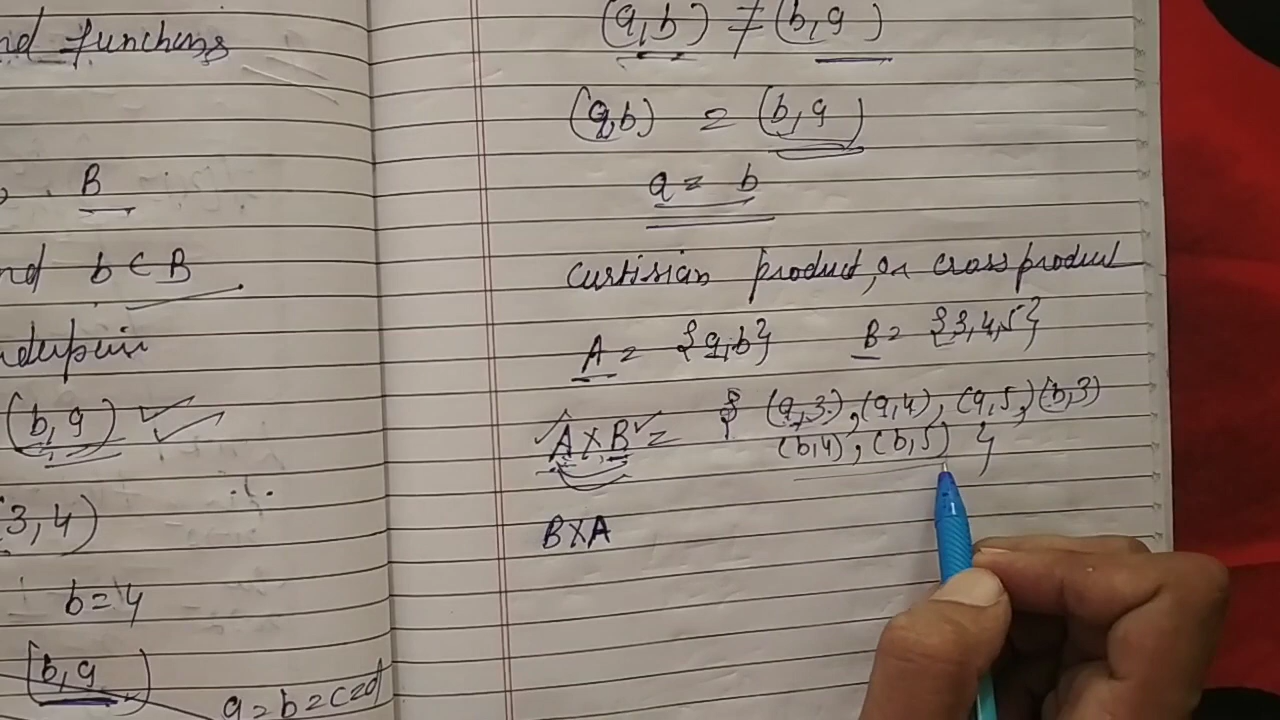 nd functions
B
nd b ∈ B
(b,a)
3,4)
b = 4
(b,a)
a = b = c = d
(a,b) ≠ (b,a)
(a,b) = (b,a)
a = b
Curtisian product, or cross product
A = {a,b} B = {3,4,5}
A X B = { (a,3), (a,4), (a,5,) (b,3)
(b,4), (b,5) }
B X A